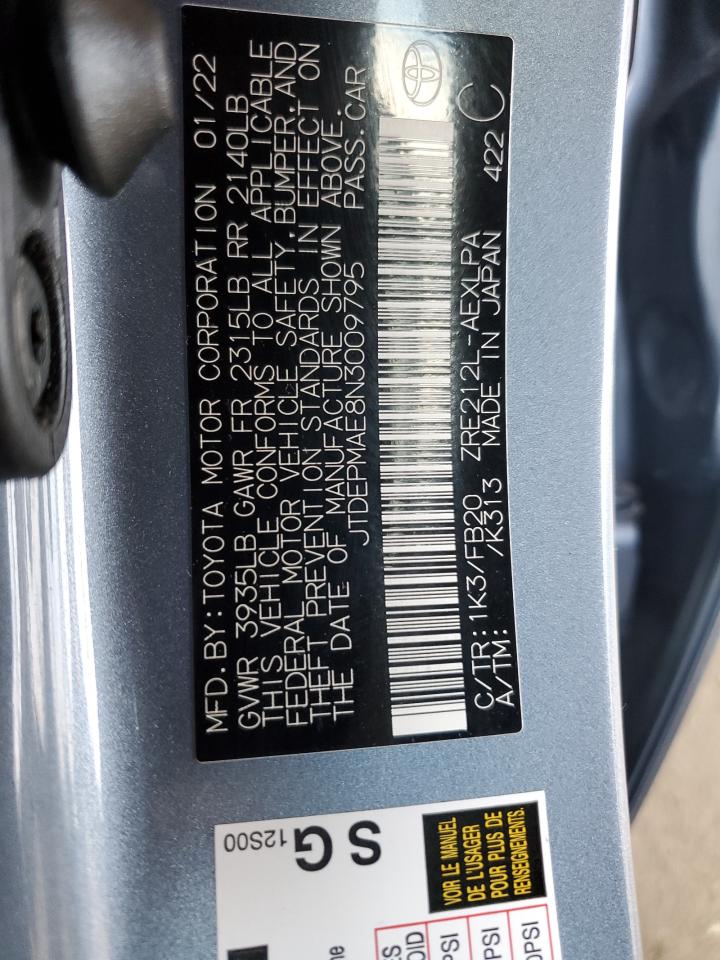 MFD.BY:TOYOTA MOTOR CORPORATION 01/22
GVWR 3935LB GAWR FR 2315LB RR 2140LB
THIS VEHICLE CONFORMS TO ALL APPLICABLE
FEDERAL MOTOR VEHICLE SAFETY,BUMPER,AND
THEFT PREVENTION STANDARDS IN EFFECT ON
THE DATE OF MANUFACTURE SHOWN ABOVE.
JTDEPMAE8N3009795 PASS.CAR
C/TR:1K3/FB20 ZRE212L-AEXLPA 422 C
A/TM: /K313 MADE IN JAPAN
12S00
S G
VOIR LE MANUEL
DE L'USAGER
POUR PLUS DE
RENSEIGNEMENTS.
PSI
PSI
PSI